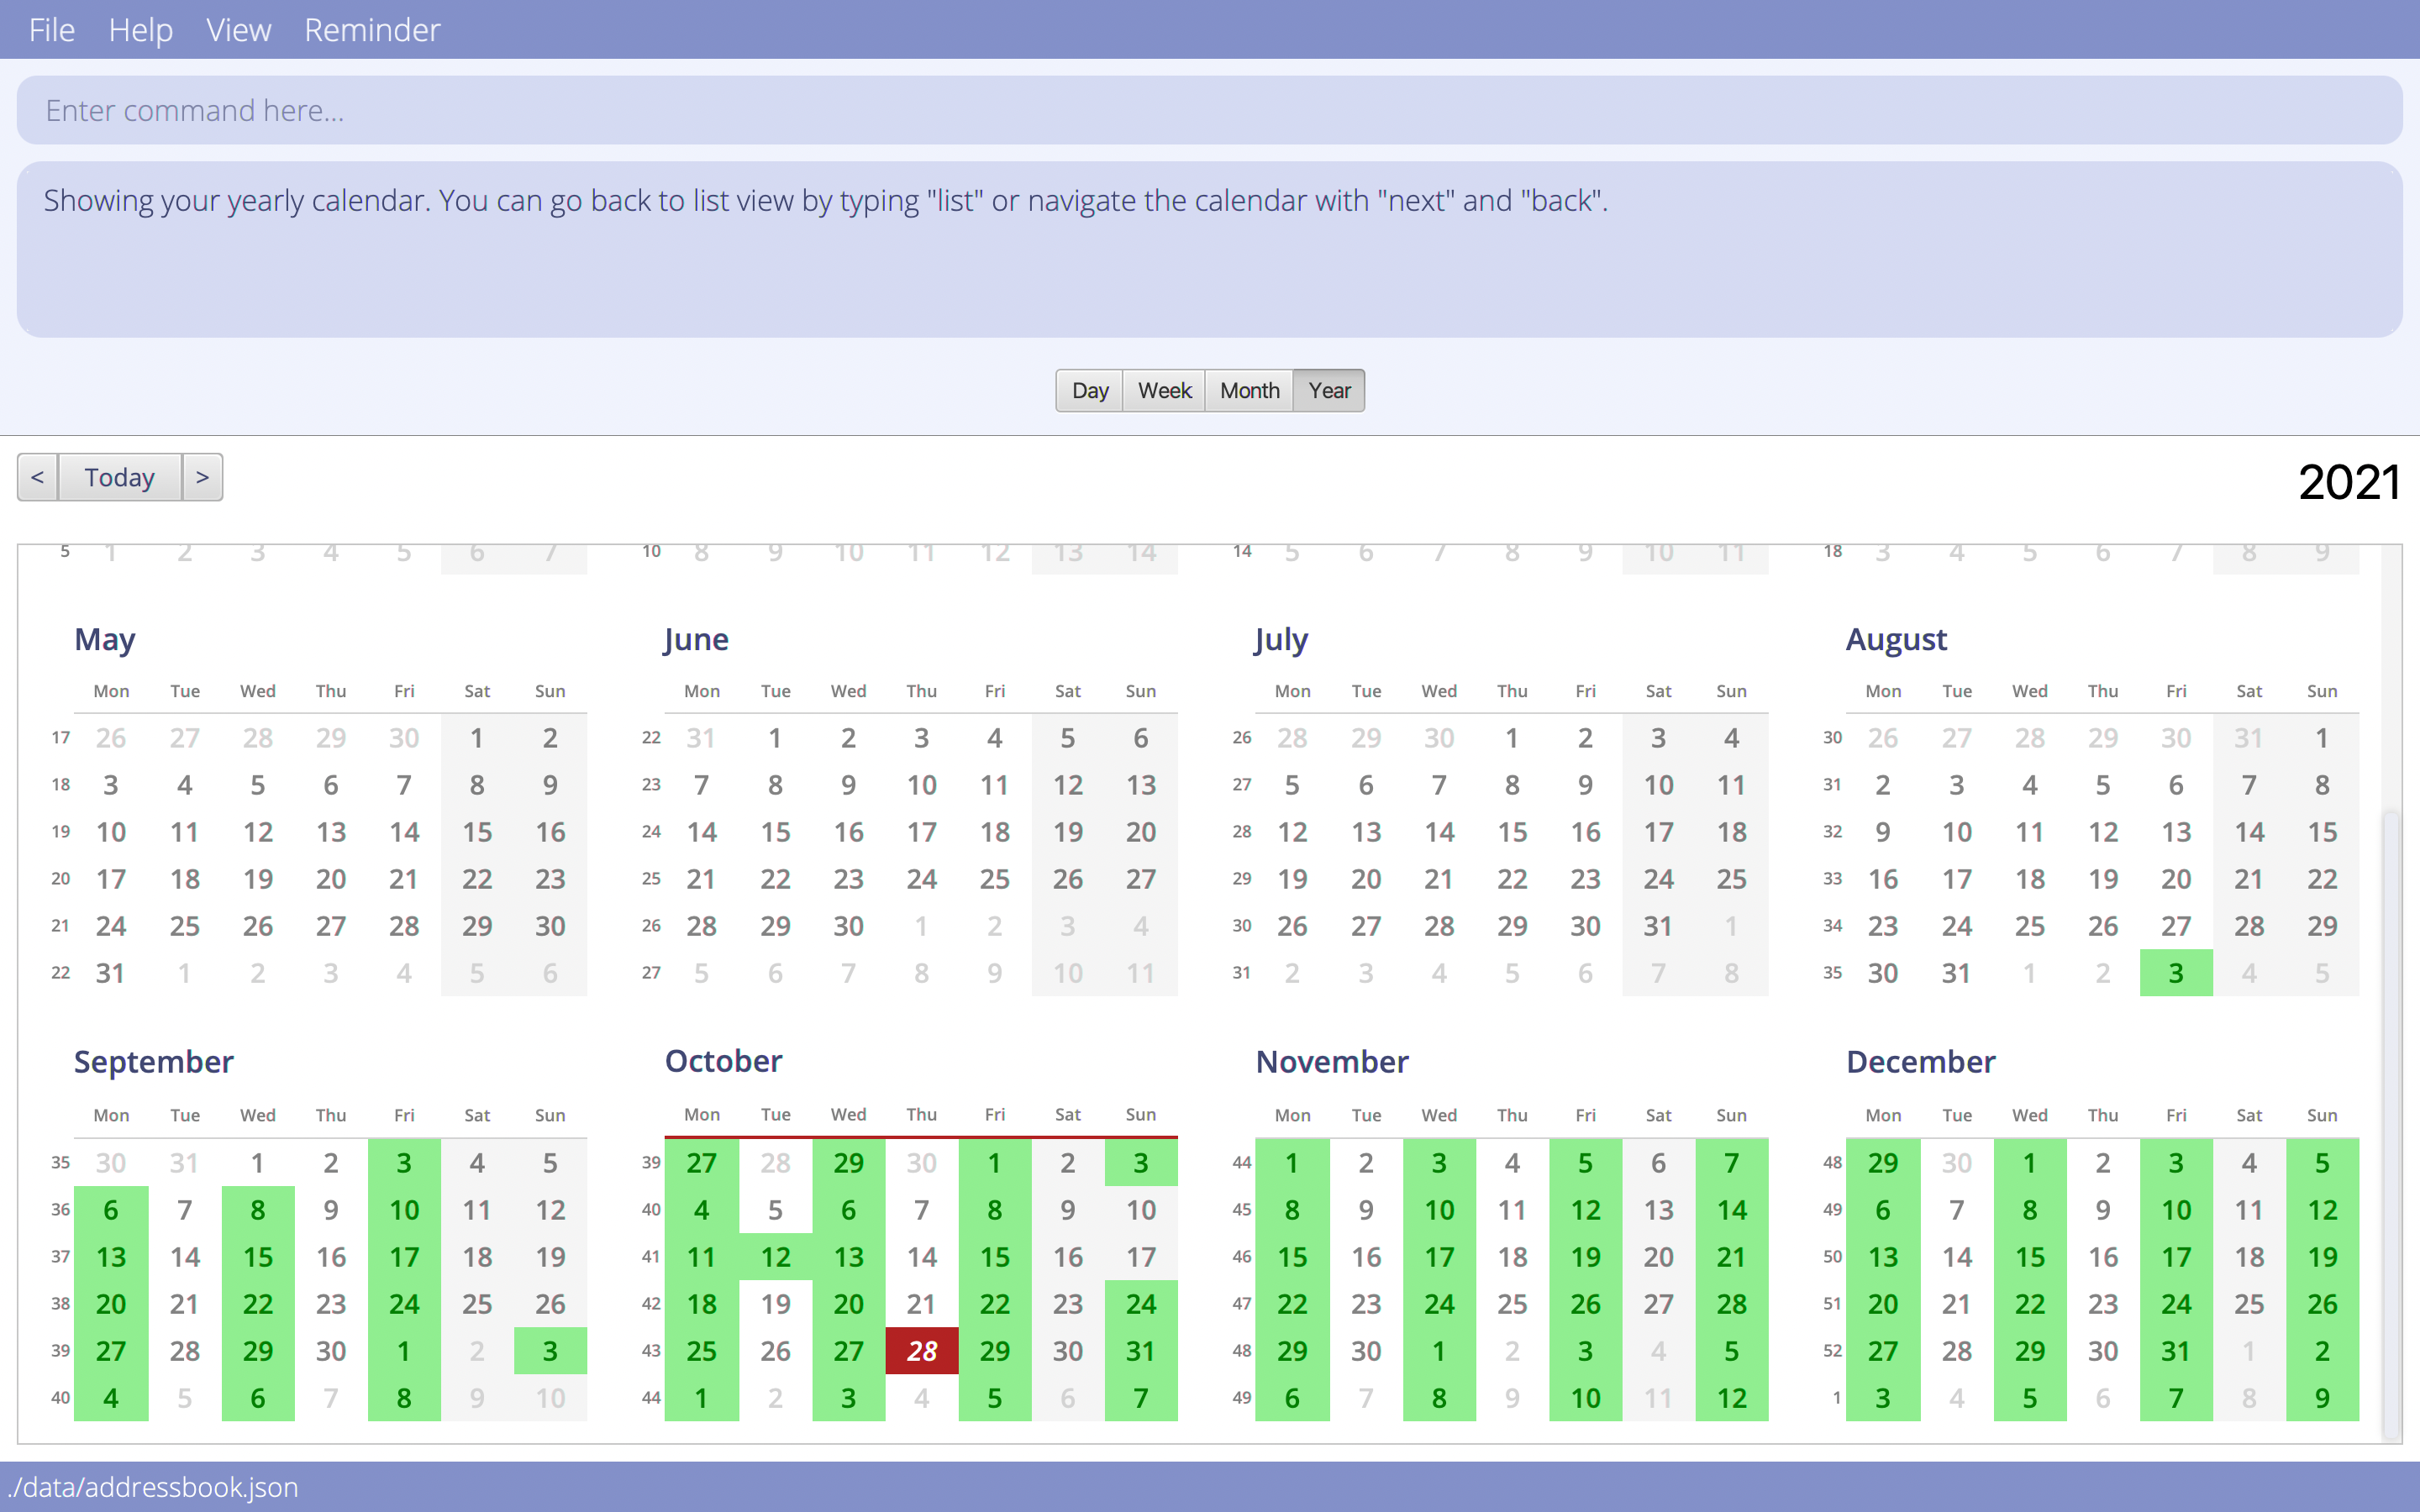 File Help View Reminder
Enter command here...
Showing your yearly calendar. You can go back to list view by typing "list" or navigate the calendar with "next" and "back".
Day Week Month Year
< Today > 2021
5 1 2 3 4 5 6 7 10 8 9 10 11 12 13 14 14 5 6 7 8 9 10 11 18 3 4 5 6 7 8 9
May June July August
Mon Tue Wed Thu Fri Sat Sun Mon Tue Wed Thu Fri Sat Sun Mon Tue Wed Thu Fri Sat Sun Mon Tue Wed Thu Fri Sat Sun
17 26 27 28 29 30 1 2 22 31 1 2 3 4 5 6 26 28 29 30 1 2 3 4 30 26 27 28 29 30 31 1
18 3 4 5 6 7 8 9 23 7 8 9 10 11 12 13 27 5 6 7 8 9 10 11 31 2 3 4 5 6 7 8
19 10 11 12 13 14 15 16 24 14 15 16 17 18 19 20 28 12 13 14 15 16 17 18 32 9 10 11 12 13 14 15
20 17 18 19 20 21 22 23 25 21 22 23 24 25 26 27 29 19 20 21 22 23 24 25 33 16 17 18 19 20 21 22
21 24 25 26 27 28 29 30 26 28 29 30 1 2 3 4 30 26 27 28 29 30 31 1 34 23 24 25 26 27 28 29
22 31 1 2 3 4 5 6 27 5 6 7 8 9 10 11 31 2 3 4 5 6 7 8 35 30 31 1 2 3 4 5
September October November December
Mon Tue Wed Thu Fri Sat Sun Mon Tue Wed Thu Fri Sat Sun Mon Tue Wed Thu Fri Sat Sun Mon Tue Wed Thu Fri Sat Sun
35 30 31 1 2 3 4 5 39 27 28 29 30 1 2 3 44 1 2 3 4 5 6 7 48 29 30 1 2 3 4 5
36 6 7 8 9 10 11 12 40 4 5 6 7 8 9 10 45 8 9 10 11 12 13 14 49 6 7 8 9 10 11 12
37 13 14 15 16 17 18 19 41 11 12 13 14 15 16 17 46 15 16 17 18 19 20 21 50 13 14 15 16 17 18 19
38 20 21 22 23 24 25 26 42 18 19 20 21 22 23 24 47 22 23 24 25 26 27 28 51 20 21 22 23 24 25 26
39 27 28 29 30 1 2 3 43 25 26 27 28 29 30 31 48 29 30 1 2 3 4 5 52 27 28 29 30 31 1 2
40 4 5 6 7 8 9 10 44 1 2 3 4 5 6 7 49 6 7 8 9 10 11 12 1 3 4 5 6 7 8 9
./data/addressbook.json